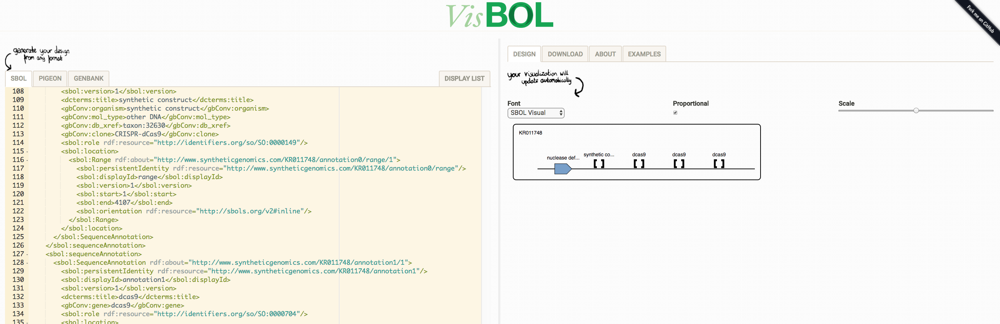 VisBOL
Fork me on GitHub
generate your design
from any format
SBOL PIGEON GENBANK DISPLAY LIST
108 <sbol:version>1</sbol:version>
109 <dcterms:title>synthetic construct</dcterms:title>
110 <gbConv:organism>synthetic construct</gbConv:organism>
111 <gbConv:mol_type>other DNA</gbConv:mol_type>
112 <gbConv:db_xref>taxon:32630</gbConv:db_xref>
113 <gbConv:clone>CRISPR-dCas9</gbConv:clone>
114 <sbol:role rdf:resource="http://identifiers.org/so/SO:0000149"/>
115 <sbol:location>
116 <sbol:Range rdf:about="http://www.syntheticgenomics.com/KR011748/annotation0/range/1">
117 <sbol:persistentIdentity rdf:resource="http://www.syntheticgenomics.com/KR011748/annotation0/range"/>
118 <sbol:displayId>range</sbol:displayId>
119 <sbol:version>1</sbol:version>
120 <sbol:start>1</sbol:start>
121 <sbol:end>4107</sbol:end>
122 <sbol:orientation rdf:resource="http://sbols.org/v2#inline"/>
123 </sbol:Range>
124 </sbol:location>
125 </sbol:SequenceAnnotation>
126 </sbol:sequenceAnnotation>
127 <sbol:sequenceAnnotation>
128 <sbol:SequenceAnnotation rdf:about="http://www.syntheticgenomics.com/KR011748/annotation1/1">
129 <sbol:persistentIdentity rdf:resource="http://www.syntheticgenomics.com/KR011748/annotation1"/>
130 <sbol:displayId>annotation1</sbol:displayId>
131 <sbol:version>1</sbol:version>
132 <dcterms:title>dcas9</dcterms:title>
133 <gbConv:gene>dcas9</gbConv:gene>
134 <sbol:role rdf:resource="http://identifiers.org/so/SO:0000704"/>
135 <sbol:location>
DESIGN DOWNLOAD ABOUT EXAMPLES
your visualization will
update automatically
Font Proportional Scale
SBOL Visual
KR011748
nuclease def... synthetic co... dcas9 dcas9 dcas9